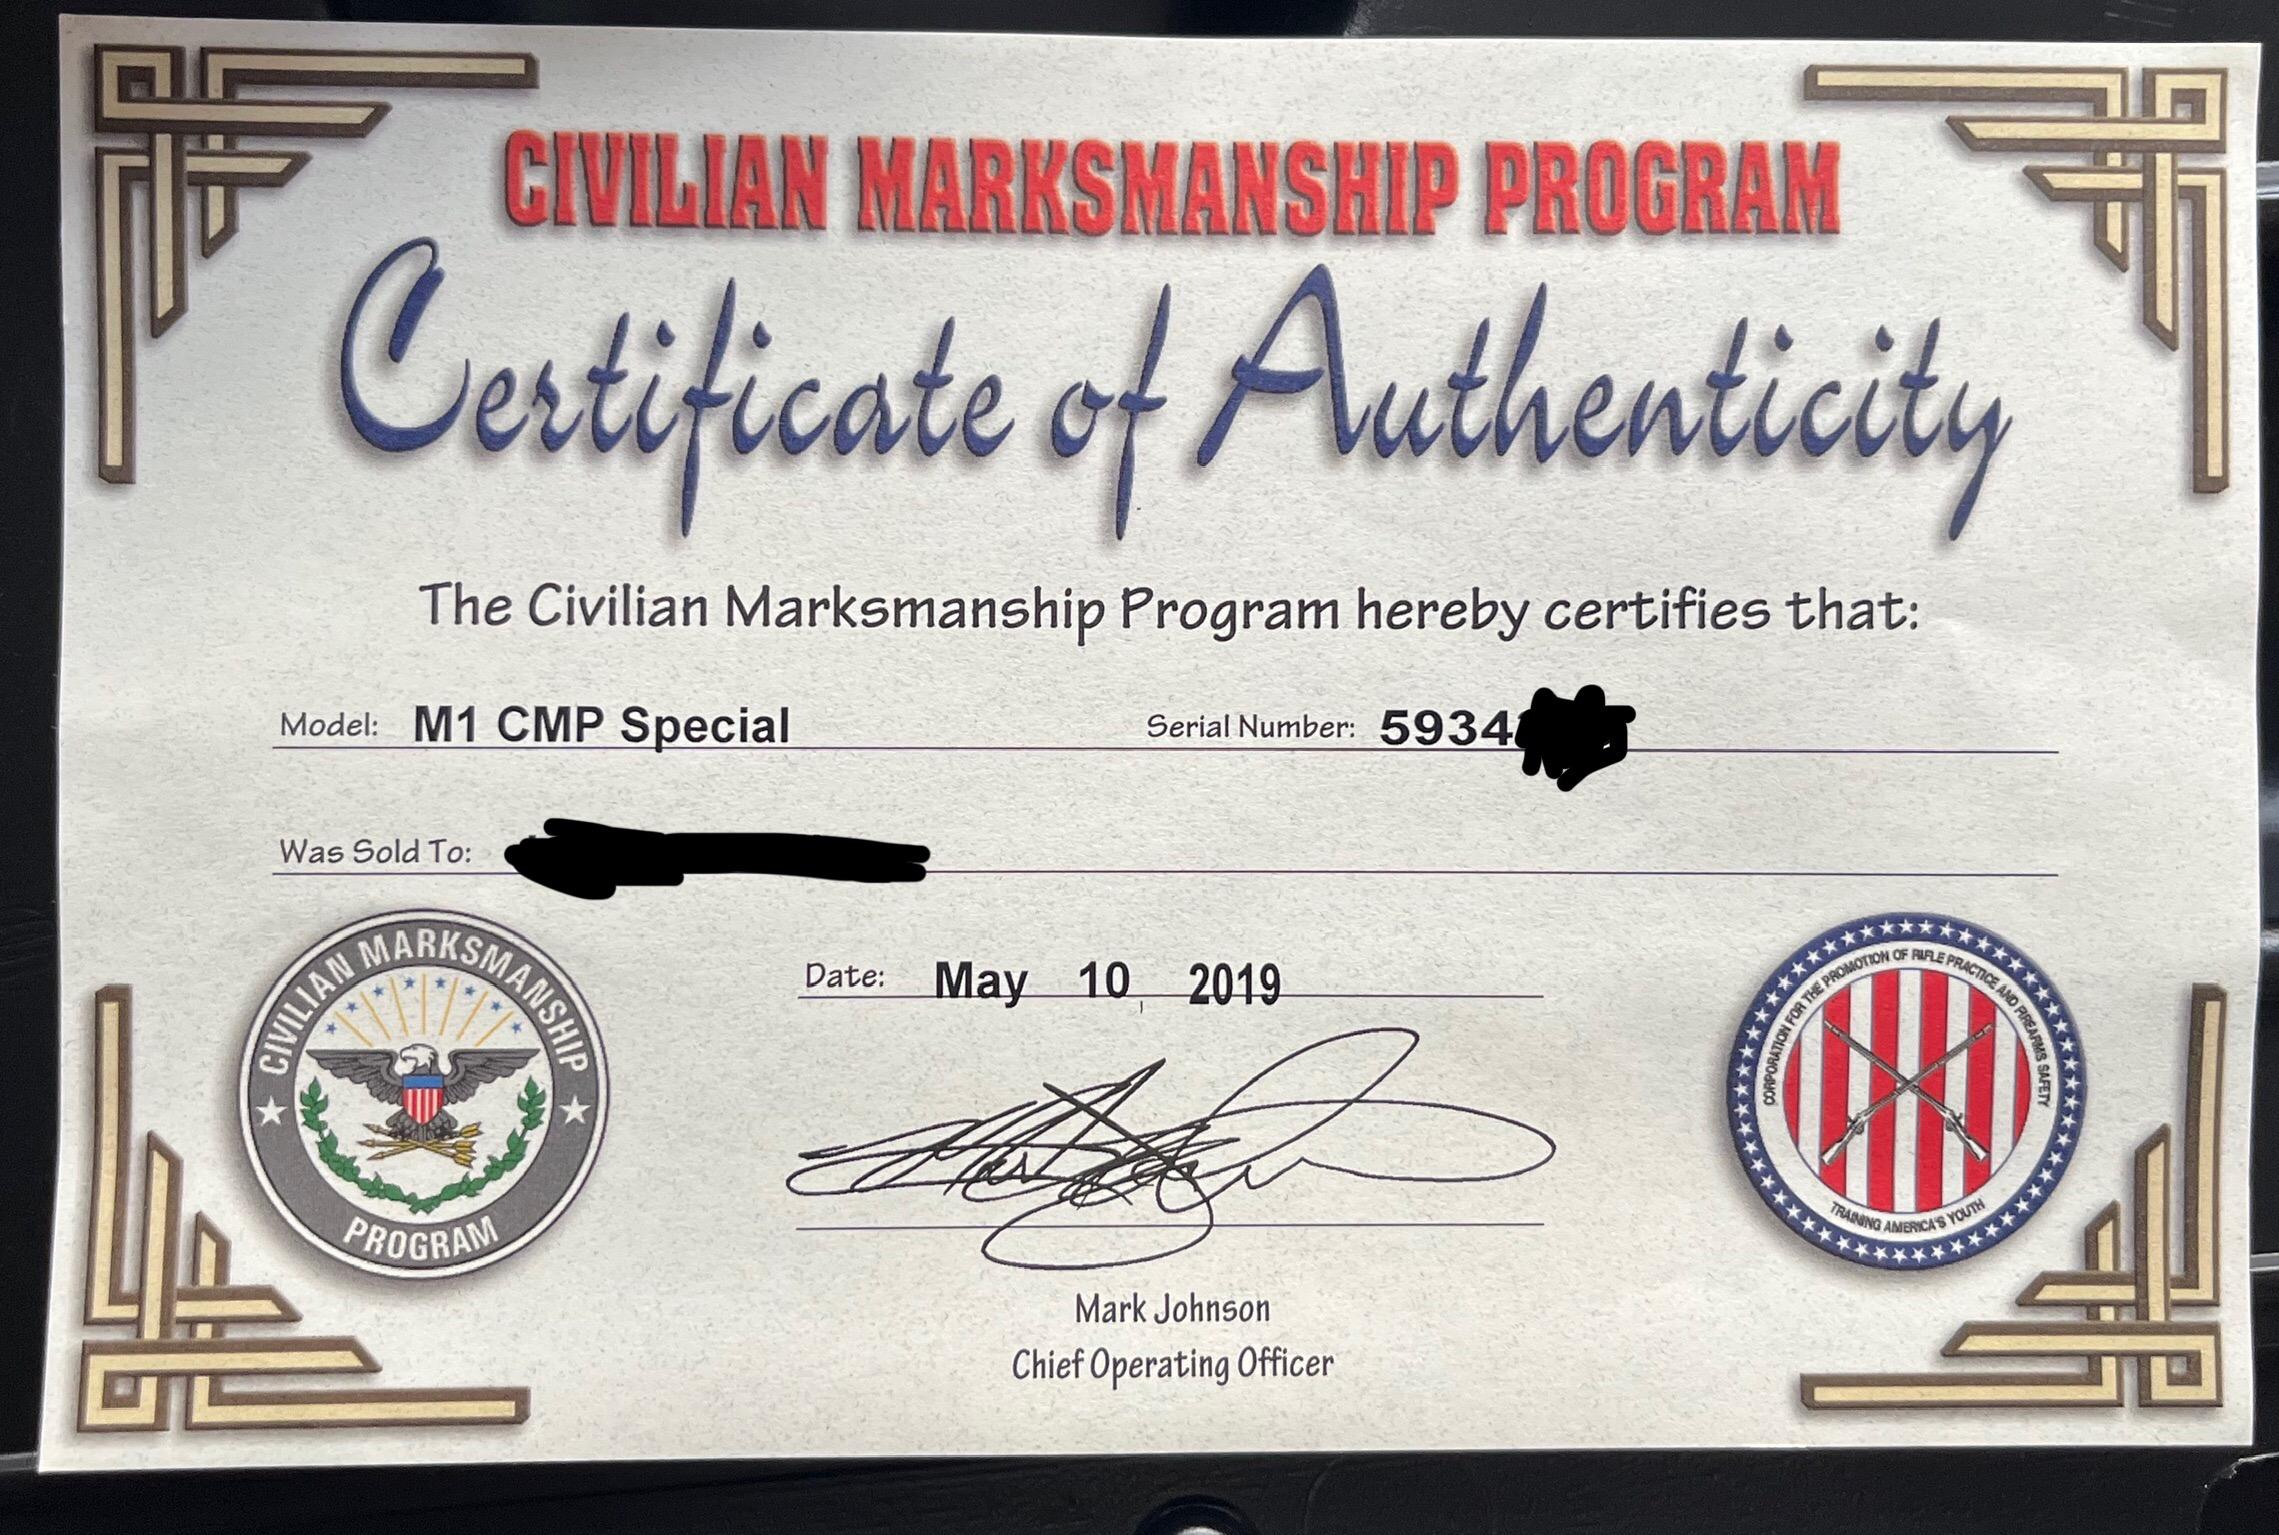 CIVILIAN MARKSMANSHIP PROGRAM
Certificate of Authenticity
The Civilian Marksmanship Program hereby certifies that:
Model: M1 CMP Special Serial Number: 5934
Was Sold To:
Date: May 10, 2019
CIVILIAN MARKSMANSHIP
PROGRAM
CORPORATION FOR THE PROMOTION OF RIFLE PRACTICE AND FIREARMS SAFETY
TRAINING AMERICA'S YOUTH
Mark Johnson
Chief Operating Officer